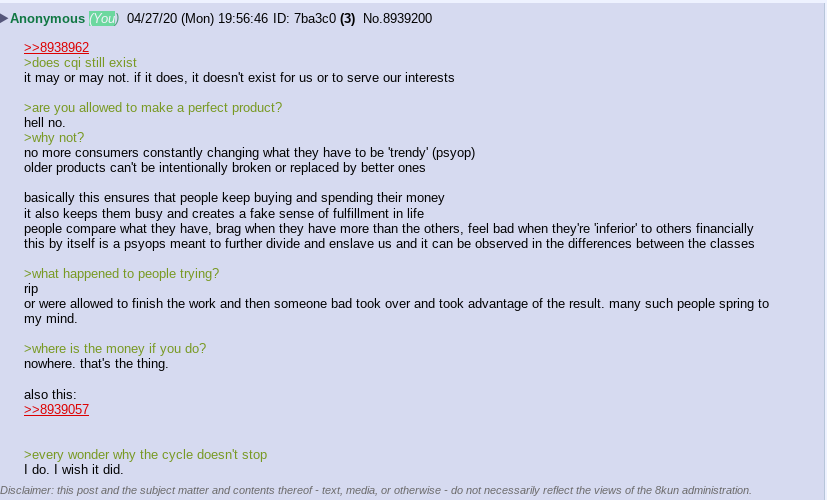 ▶Anonymous (You) 04/27/20 (Mon) 19:56:46 ID: 7ba3c0 (3) No.8939200
>>8938962
>does cqi still exist
it may or may not. if it does, it doesn't exist for us or to serve our interests
>are you allowed to make a perfect product?
hell no.
>why not?
no more consumers constantly changing what they have to be 'trendy' (psyop)
older products can't be intentionally broken or replaced by better ones
basically this ensures that people keep buying and spending their money
it also keeps them busy and creates a fake sense of fulfillment in life
people compare what they have, brag when they have more than the others, feel bad when they're 'inferior' to others financially
this by itself is a psyops meant to further divide and enslave us and it can be observed in the differences between the classes
>what happened to people trying?
rip
or were allowed to finish the work and then someone bad took over and took advantage of the result. many such people spring to
my mind.
>where is the money if you do?
nowhere. that's the thing.
also this:
>>8939057
>every wonder why the cycle doesn't stop
I do. I wish it did.
Disclaimer: this post and the subject matter and contents thereof - text, media, or otherwise - do not necessarily reflect the views of the 8kun administration.